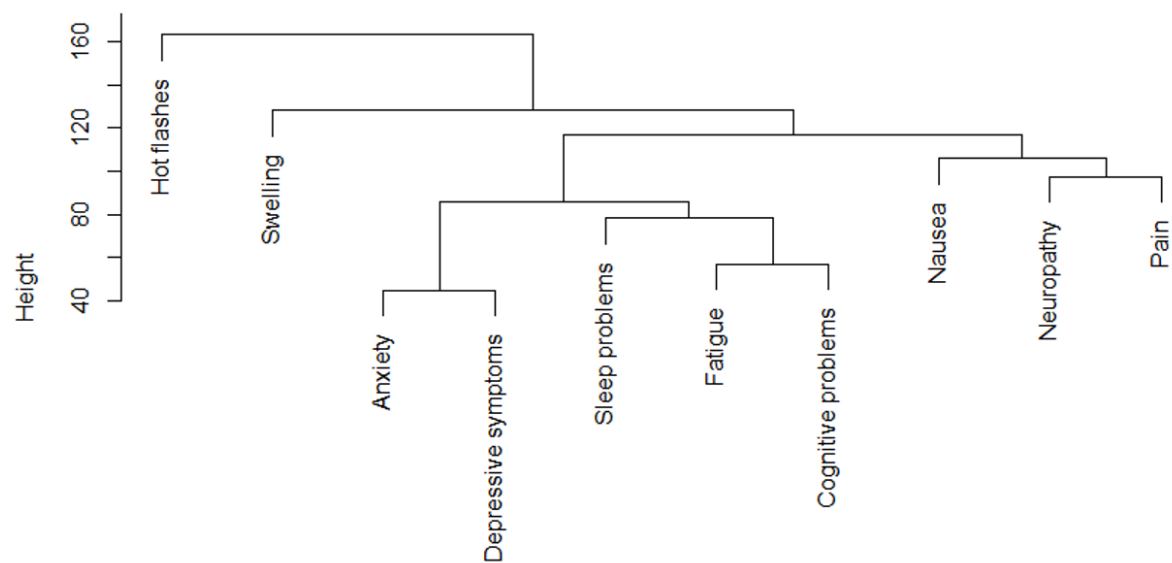 Height
160
120
80
40
Hot flashes
Swelling
Anxiety
Depressive symptoms
Sleep problems
Fatigue
Cognitive problems
Nausea
Neuropathy
Pain